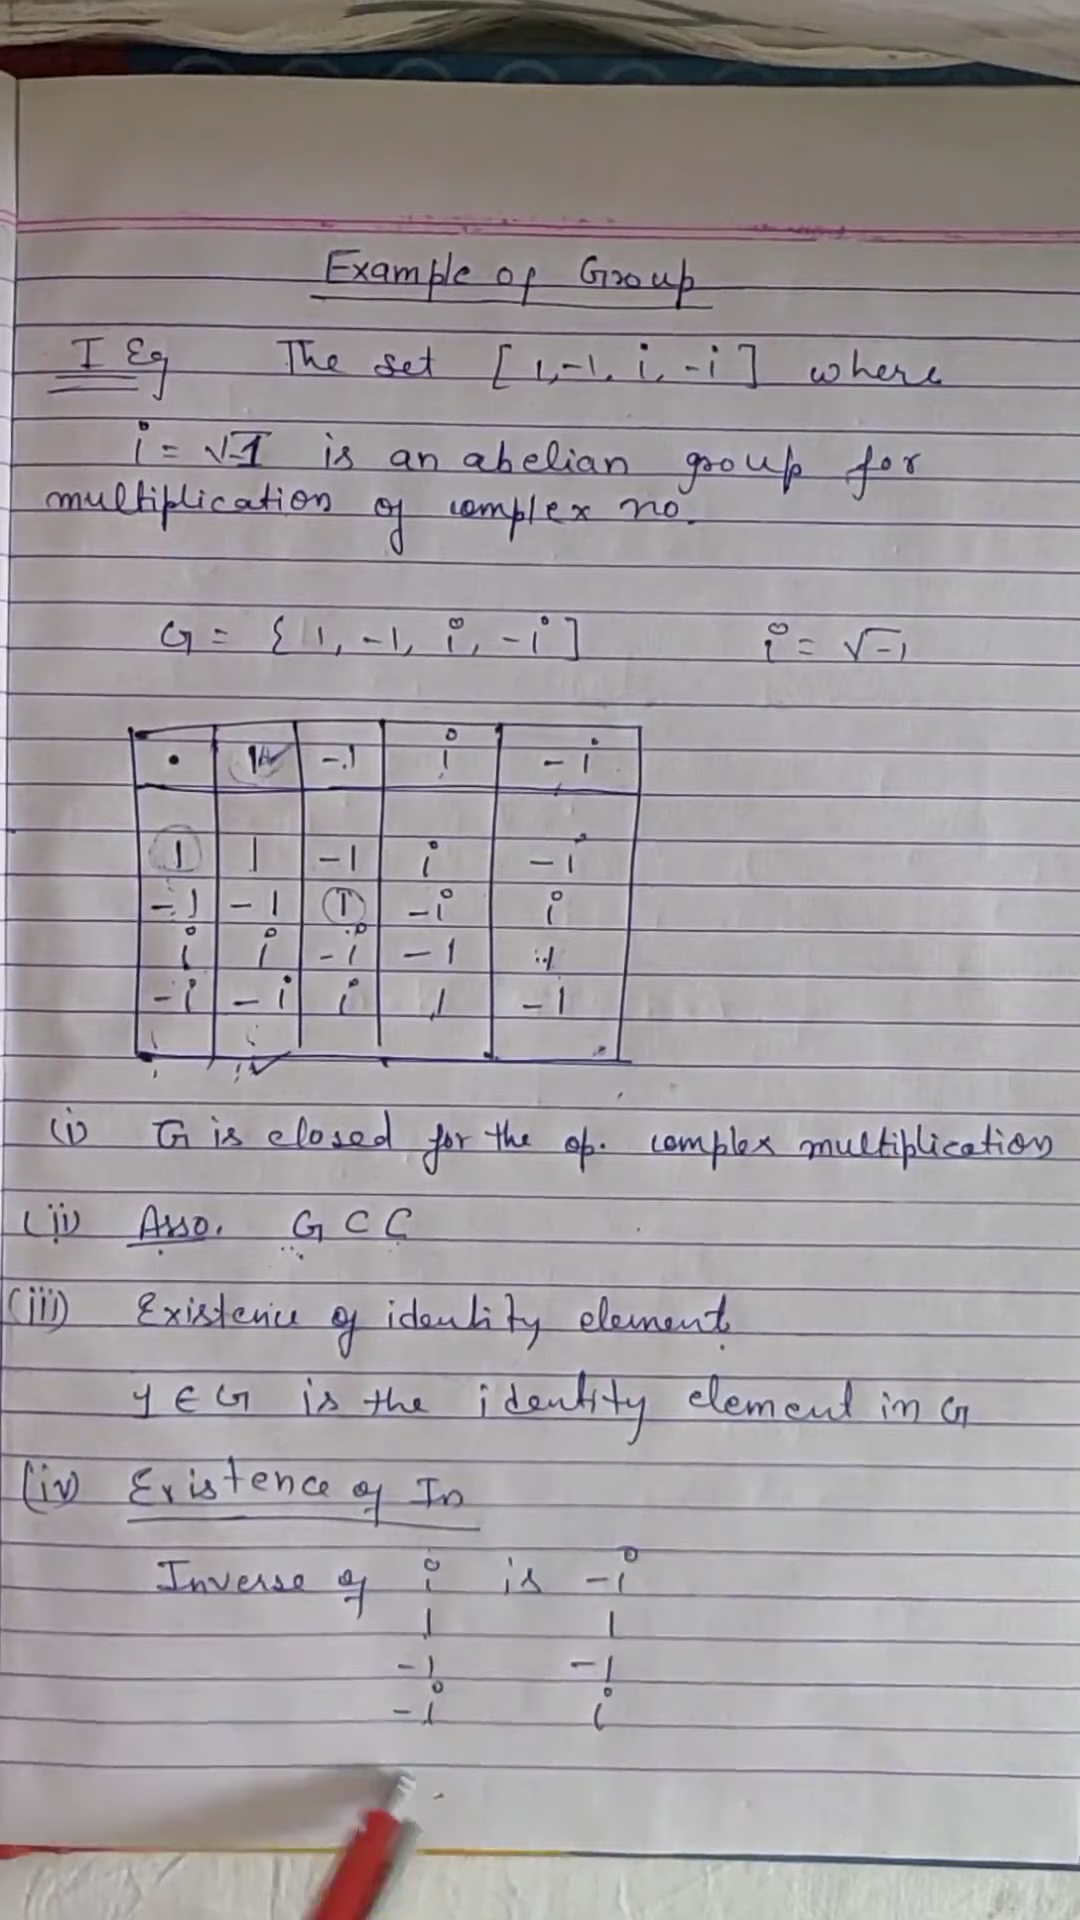 Example of Group
I Eg The set [1,-1, i, -i] where
i = √-1 is an abelian group for
multiplication of complex no.
G = {1, -1, i, -i] i = √-1
• 1 -1 i -i
1 1 -1 i -i
-1 -1 1 -i i
i i -i -1 1
-i -i i 1 -1
(i) G is closed for the op. complex multiplication
(ii) Asso. G ⊂ C
(iii) Existence of identity element
1 ∈ G is the identity element in G
(iv) Existence of In
Inverse of i is -i
1 1
-1 -1
-i i